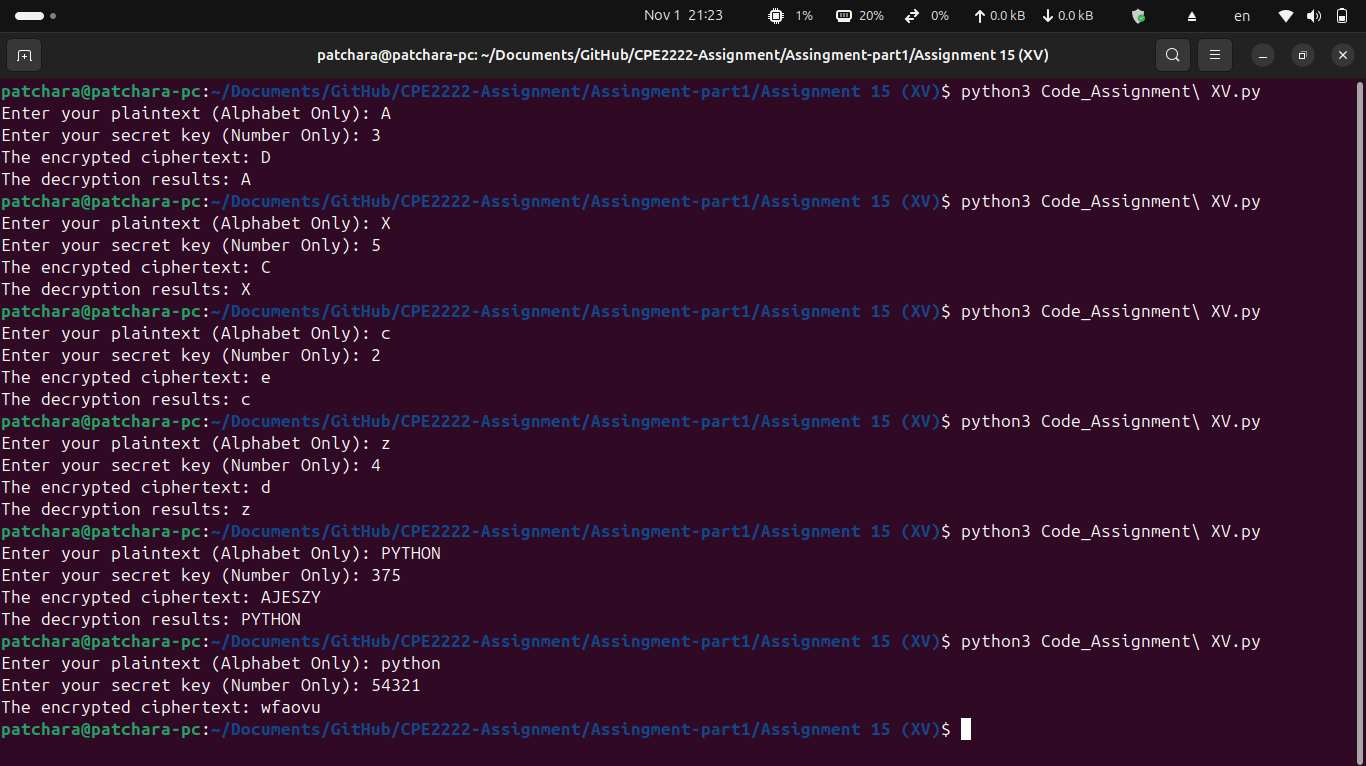 Nov 1 21:23 1% 20% 0% 0.0 kB 0.0 kB en
patchara@patchara-pc: ~/Documents/GitHub/CPE2222-Assignment/Assingment-part1/Assignment 15 (XV)
patchara@patchara-pc:~/Documents/GitHub/CPE2222-Assignment/Assingment-part1/Assignment 15 (XV)$ python3 Code_Assignment\ XV.py
Enter your plaintext (Alphabet Only): A
Enter your secret key (Number Only): 3
The encrypted ciphertext: D
The decryption results: A
patchara@patchara-pc:~/Documents/GitHub/CPE2222-Assignment/Assingment-part1/Assignment 15 (XV)$ python3 Code_Assignment\ XV.py
Enter your plaintext (Alphabet Only): X
Enter your secret key (Number Only): 5
The encrypted ciphertext: C
The decryption results: X
patchara@patchara-pc:~/Documents/GitHub/CPE2222-Assignment/Assingment-part1/Assignment 15 (XV)$ python3 Code_Assignment\ XV.py
Enter your plaintext (Alphabet Only): c
Enter your secret key (Number Only): 2
The encrypted ciphertext: e
The decryption results: c
patchara@patchara-pc:~/Documents/GitHub/CPE2222-Assignment/Assingment-part1/Assignment 15 (XV)$ python3 Code_Assignment\ XV.py
Enter your plaintext (Alphabet Only): z
Enter your secret key (Number Only): 4
The encrypted ciphertext: d
The decryption results: z
patchara@patchara-pc:~/Documents/GitHub/CPE2222-Assignment/Assingment-part1/Assignment 15 (XV)$ python3 Code_Assignment\ XV.py
Enter your plaintext (Alphabet Only): PYTHON
Enter your secret key (Number Only): 375
The encrypted ciphertext: AJESZY
The decryption results: PYTHON
patchara@patchara-pc:~/Documents/GitHub/CPE2222-Assignment/Assingment-part1/Assignment 15 (XV)$ python3 Code_Assignment\ XV.py
Enter your plaintext (Alphabet Only): python
Enter your secret key (Number Only): 54321
The encrypted ciphertext: wfaovu
patchara@patchara-pc:~/Documents/GitHub/CPE2222-Assignment/Assingment-part1/Assignment 15 (XV)$